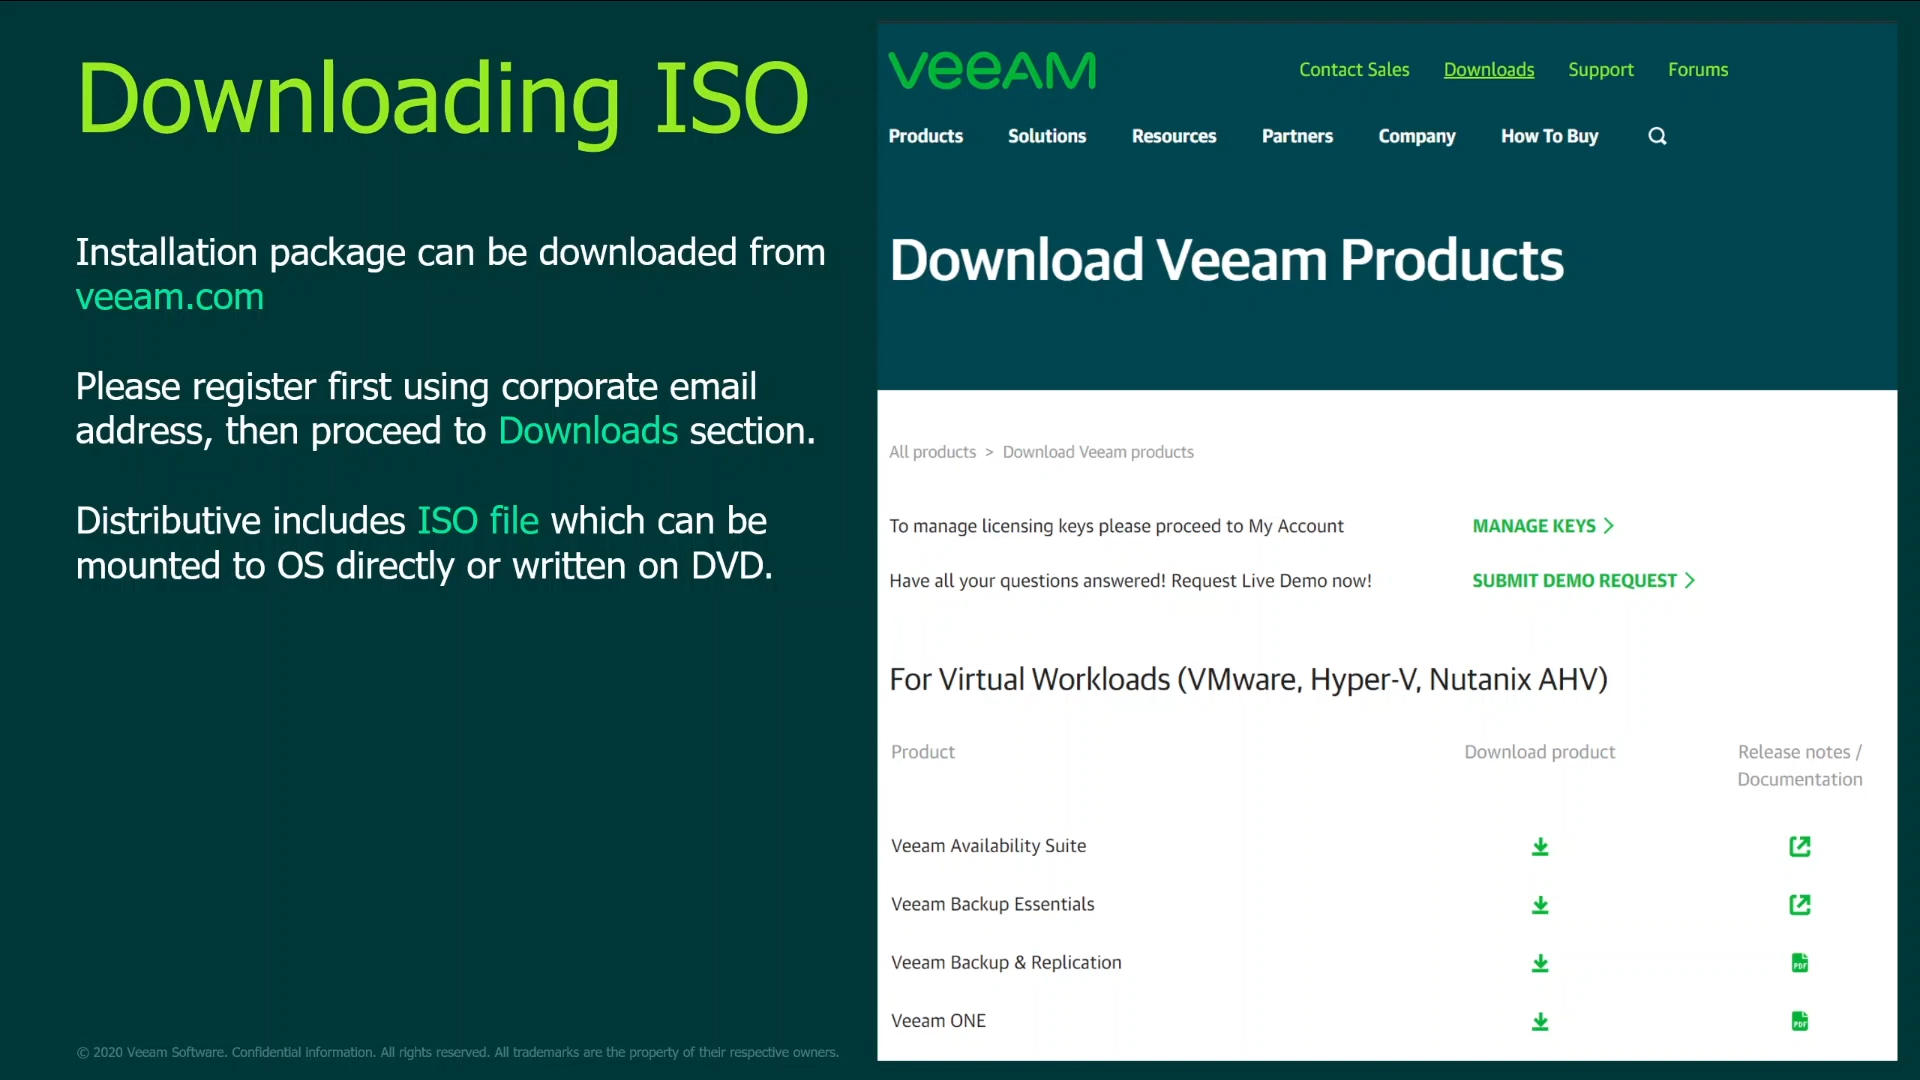 Downloading ISO
Installation package can be downloaded from
veeam.com
Please register first using corporate email
address, then proceed to Downloads section.
Distributive includes ISO file which can be
mounted to OS directly or written on DVD.
© 2020 Veeam Software. Confidential information. All rights reserved. All trademarks are the property of their respective owners.
veeAM
Contact Sales Downloads Support Forums
Products Solutions Resources Partners Company How To Buy
Download Veeam Products
All products > Download Veeam products
To manage licensing keys please proceed to My Account MANAGE KEYS >
Have all your questions answered! Request Live Demo now! SUBMIT DEMO REQUEST >
For Virtual Workloads (VMware, Hyper-V, Nutanix AHV)
Product Download product Release notes /
Documentation
Veeam Availability Suite
Veeam Backup Essentials
Veeam Backup & Replication PDF
Veeam ONE PDF